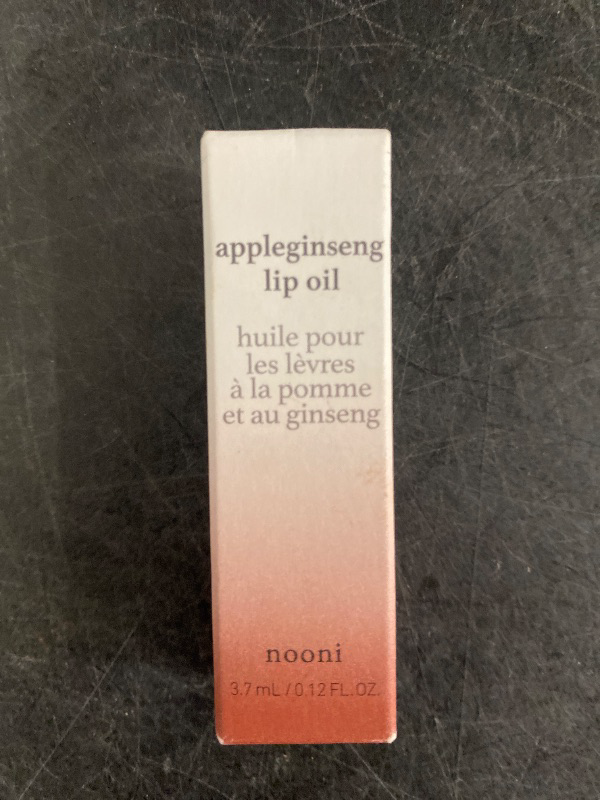 appleginseng
lip oil
huile pour
les lèvres
à la pomme
et au ginseng
nooni
3.7 mL / 0.12 FL.OZ.